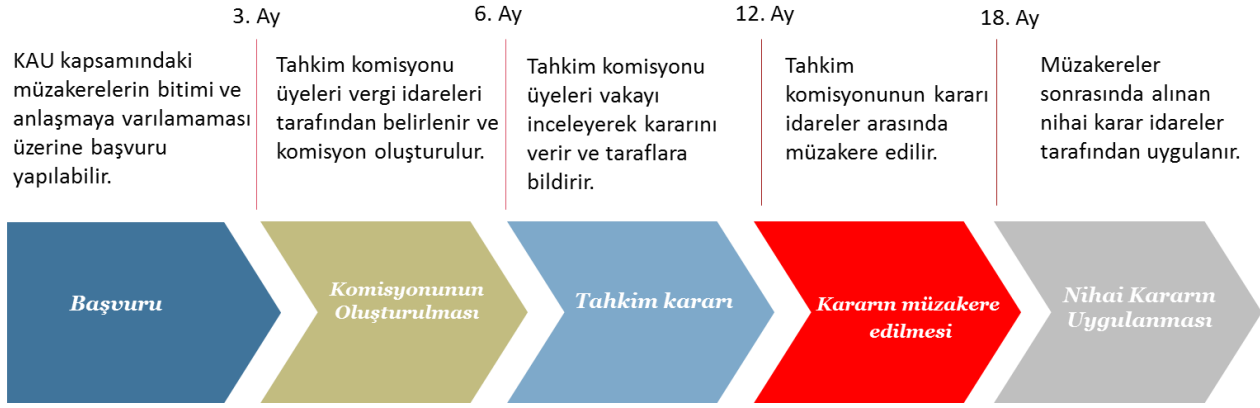 3. Ay
6. Ay
12. Ay
18. Ay
KAU kapsamındaki
müzakerelerin bitimi ve
anlaşmaya varılamaması
üzerine başvuru
yapılabilir.
Tahkim komisyonu
üyeleri vergi idareleri
tarafından belirlenir ve
komisyon oluşturulur.
Tahkim komisyonu
üyeleri vakayı
inceleyerek kararını
verir ve taraflara
bildirir.
Tahkim
komisyonunun kararı
idareler arasında
müzakere edilir.
Müzakereler
sonrasında alınan
nihai karar idareler
tarafından uygulanır.
Başvuru
Komisyonunun
Oluşturulması
Tahkim kararı
Kararın müzakere
edilmesi
Nihai Kararın
Uygulanması